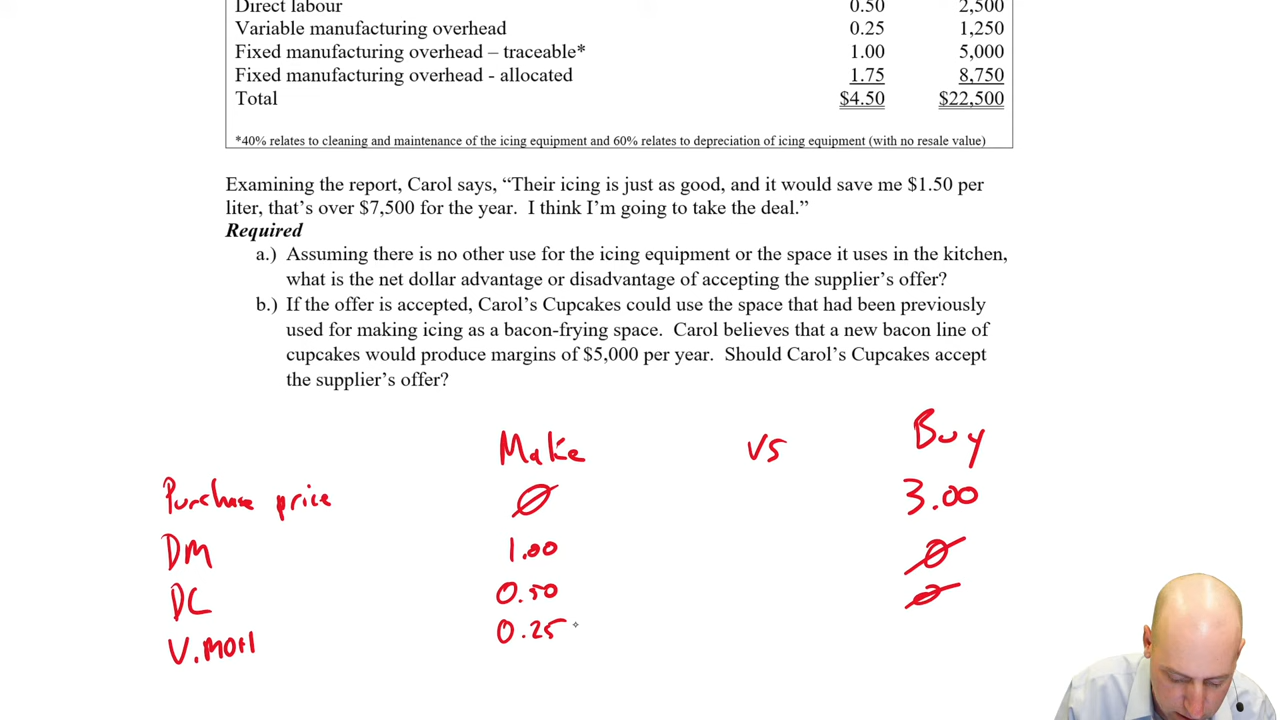 Direct labour 0.50 2,500
Variable manufacturing overhead 0.25 1,250
Fixed manufacturing overhead – traceable* 1.00 5,000
Fixed manufacturing overhead - allocated 1.75 8,750
Total $4.50 $22,500
*40% relates to cleaning and maintenance of the icing equipment and 60% relates to depreciation of icing equipment (with no resale value)
Examining the report, Carol says, “Their icing is just as good, and it would save me $1.50 per
liter, that’s over $7,500 for the year. I think I’m going to take the deal.”
Required
a.) Assuming there is no other use for the icing equipment or the space it uses in the kitchen,
what is the net dollar advantage or disadvantage of accepting the supplier’s offer?
b.) If the offer is accepted, Carol’s Cupcakes could use the space that had been previously
used for making icing as a bacon-frying space. Carol believes that a new bacon line of
cupcakes would produce margins of $5,000 per year. Should Carol’s Cupcakes accept
the supplier’s offer?
Make VS Buy
Purchase price Ø 3.00
DM 1.00 Ø
DL 0.50 Ø
V.MOH 0.25